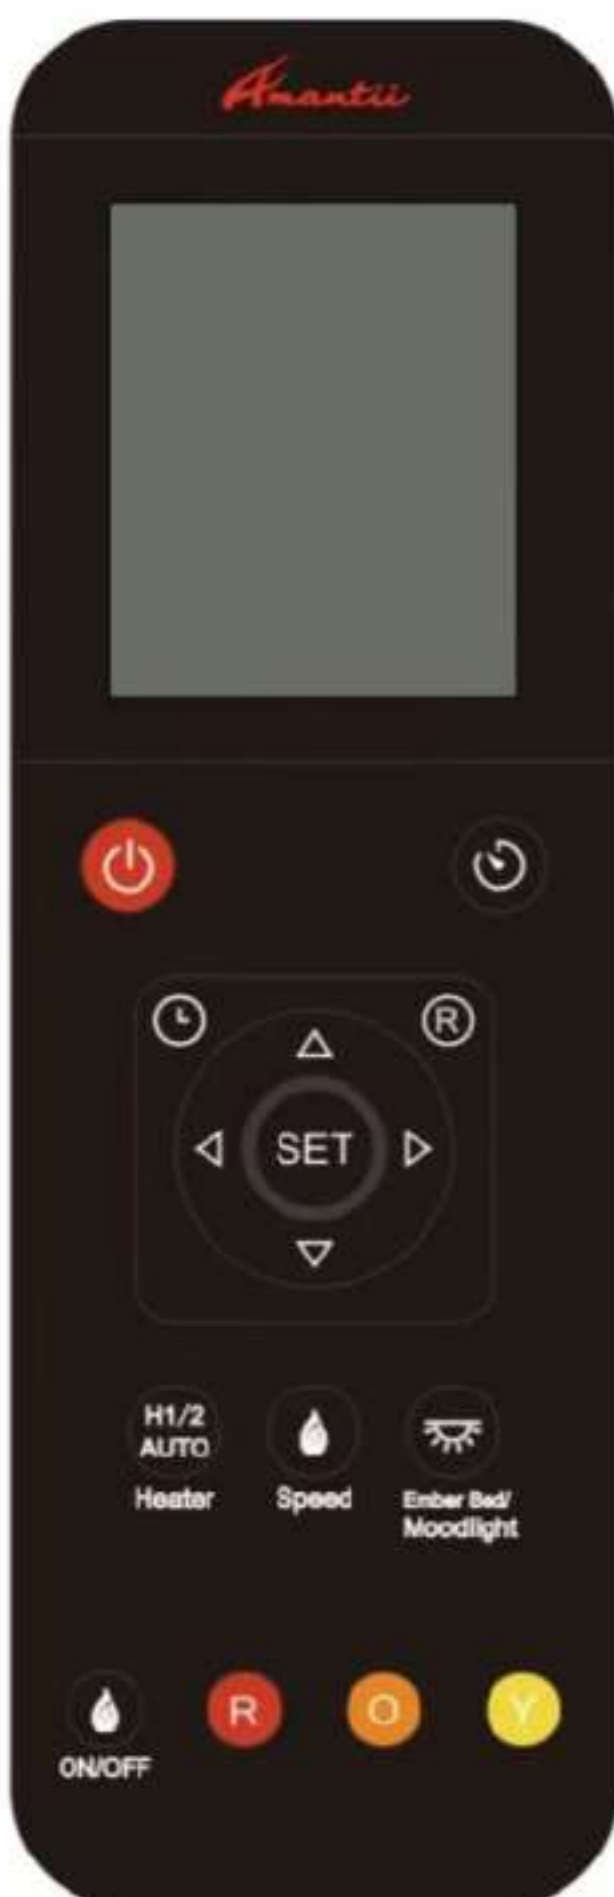 Amantii
R
SET
H1/2
AUTO
Heater
Speed
Ember Bed/
Moodlight
ON/OFF
R
O
Y